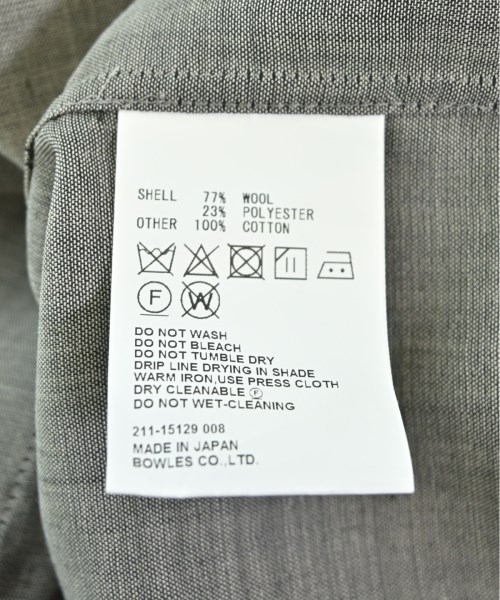 SHELL 77% WOOL
23% POLYESTER
OTHER 100% COTTON
F W
DO NOT WASH
DO NOT BLEACH
DO NOT TUMBLE DRY
DRIP LINE DRYING IN SHADE
WARM IRON,USE PRESS CLOTH
DRY CLEANABLE Ⓕ
DO NOT WET-CLEANING
211-15129 008
MADE IN JAPAN
BOWLES CO.,LTD.